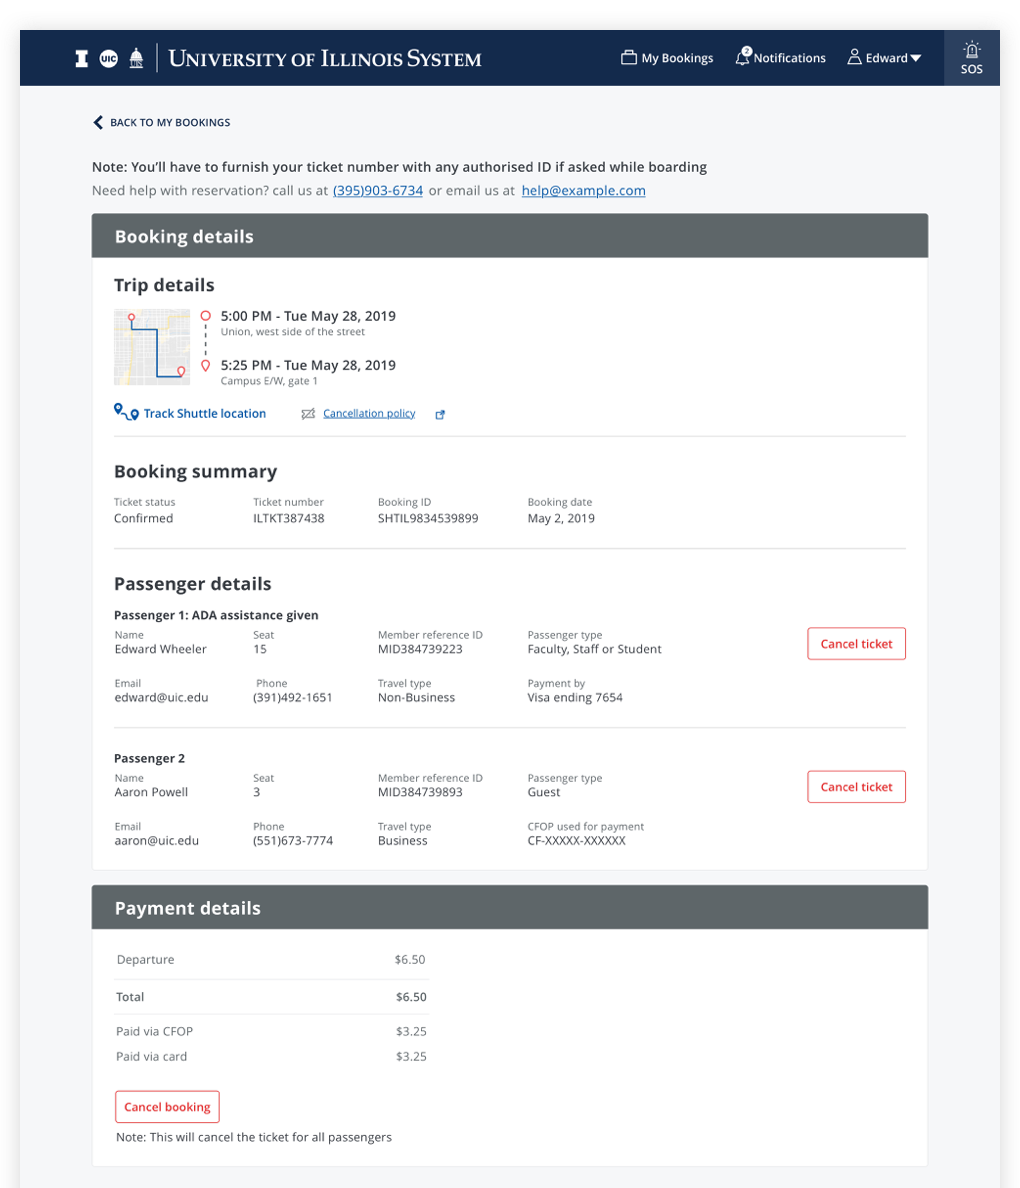 I UIC UNIVERSITY OF ILLINOIS SYSTEM My Bookings 2 Notifications Edward SOS
BACK TO MY BOOKINGS
Note: You’ll have to furnish your ticket number with any authorised ID if asked while boarding
Need help with reservation? call us at (395)903-6734 or email us at help@example.com
Booking details
Trip details
5:00 PM - Tue May 28, 2019
Union, west side of the street
5:25 PM - Tue May 28, 2019
Campus E/W, gate 1
Track Shuttle location Cancellation policy
Booking summary
Ticket status Ticket number Booking ID Booking date
Confirmed ILTKT387438 SHTIL9834539899 May 2, 2019
Passenger details
Passenger 1: ADA assistance given
Name Seat Member reference ID Passenger type
Edward Wheeler 15 MID384739223 Faculty, Staff or Student
Cancel ticket
Email Phone Travel type Payment by
edward@uic.edu (391)492-1651 Non-Business Visa ending 7654
Passenger 2
Name Seat Member reference ID Passenger type
Aaron Powell 3 MID384739893 Guest
Cancel ticket
Email Phone Travel type CFOP used for payment
aaron@uic.edu (551)673-7774 Business CF-XXXXX-XXXXXX
Payment details
Departure $6.50
Total $6.50
Paid via CFOP $3.25
Paid via card $3.25
Cancel booking
Note: This will cancel the ticket for all passengers